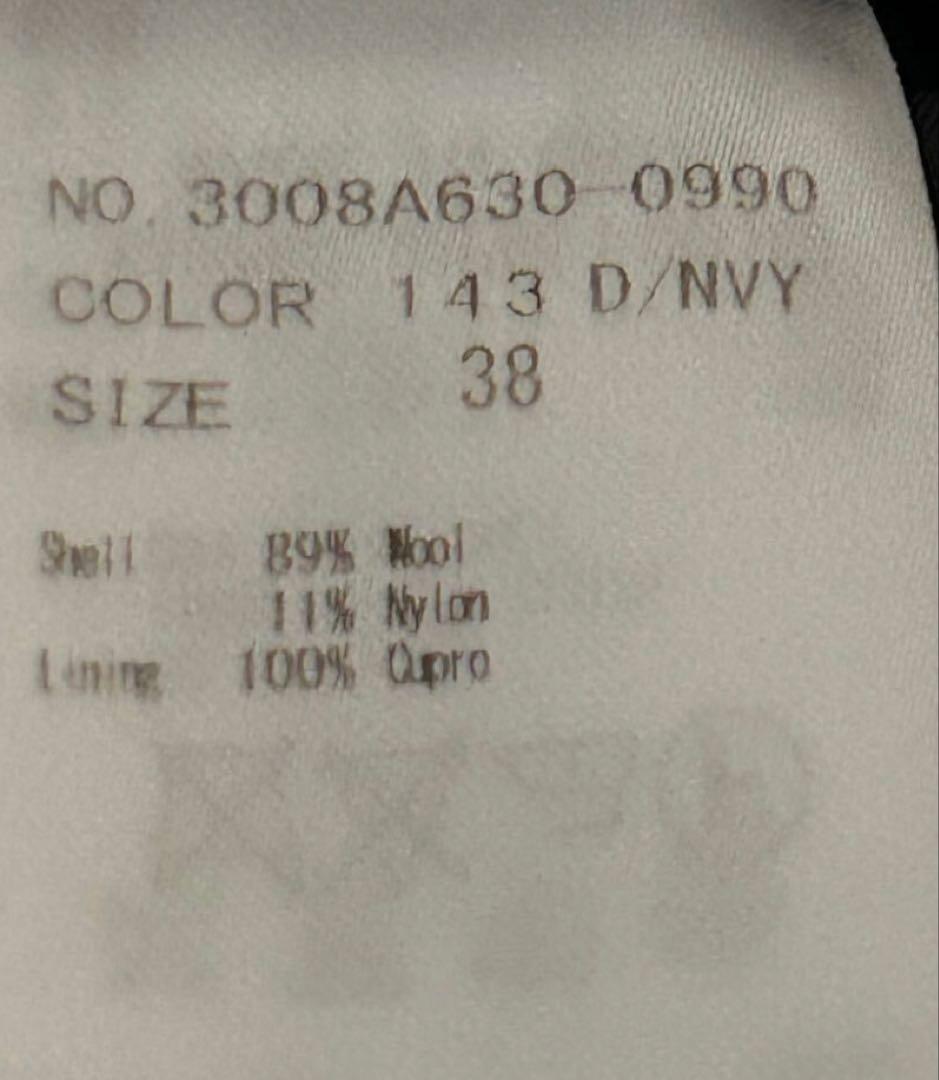 NO. 3008A630-0990
COLOR 143 D/NVY
SIZE 38
Shell 89% Wool
11% Nylon
Lining 100% Cupro